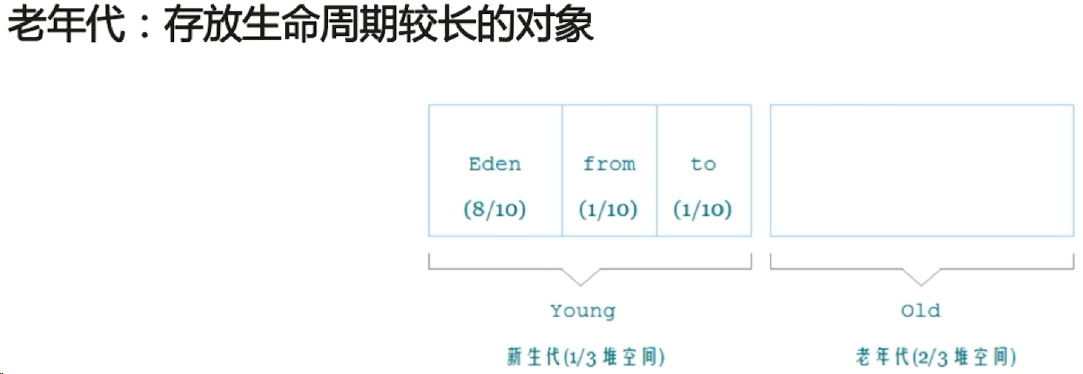 老年代：存放生命周期较长的对象
Eden from to
(8/10) (1/10) (1/10)
Young Old
新生代(1/3堆空间) 老年代(2/3堆空间)